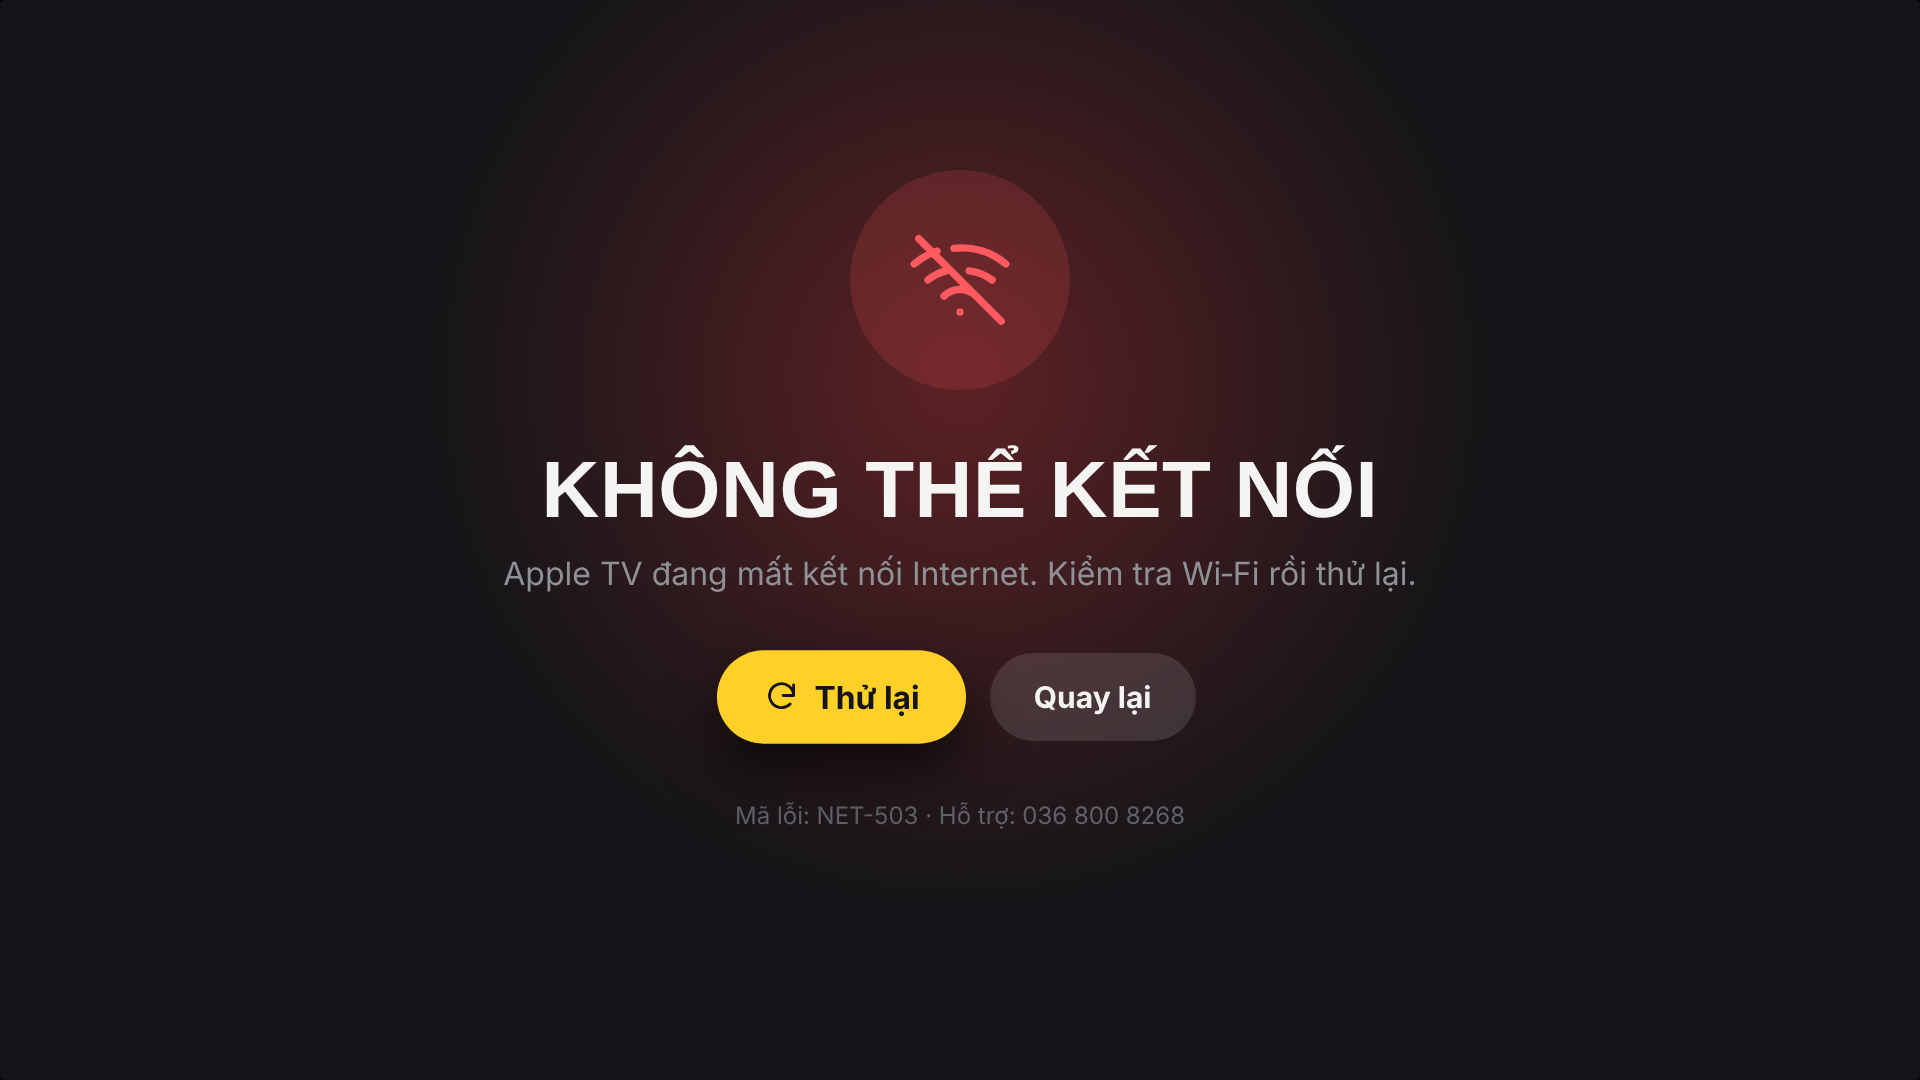 KHÔNG THỂ KẾT NỐI
Apple TV đang mất kết nối Internet. Kiểm tra Wi-Fi rồi thử lại.
Thử lại
Quay lại
Mã lỗi: NET-503 · Hỗ trợ: 036 800 8268